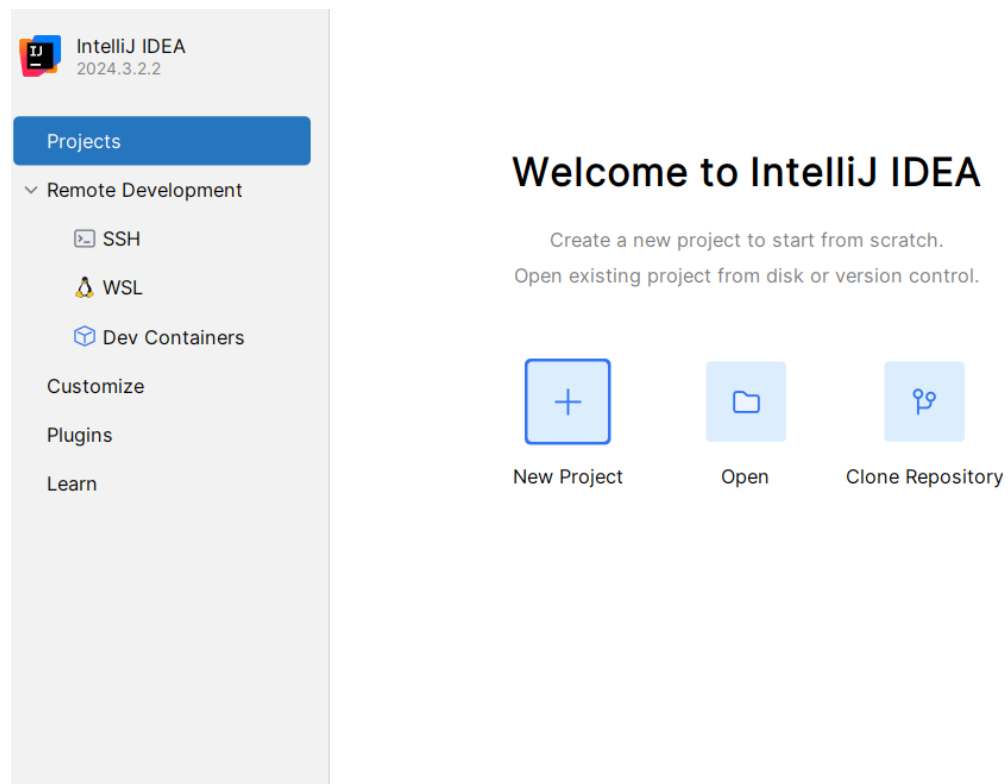 IJ
IntelliJ IDEA
2024.3.2.2
Projects
Remote Development
SSH
WSL
Dev Containers
Customize
Plugins
Learn
Welcome to IntelliJ IDEA
Create a new project to start from scratch.
Open existing project from disk or version control.
New Project
Open
Clone Repository